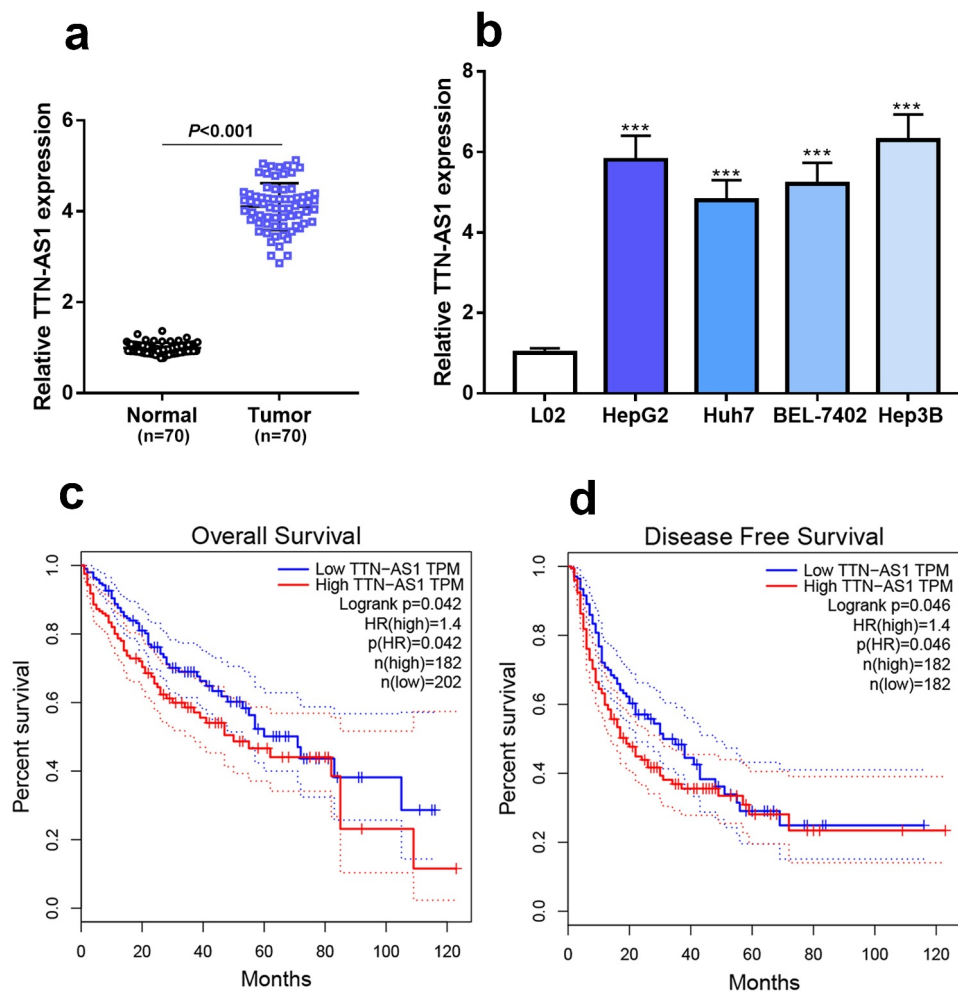 a
Relative TTN-AS1 expression
6
4
2
0
P<0.001
Normal
(n=70)
Tumor
(n=70)
b
Relative TTN-AS1 expression
8
6
4
2
0
***
***
***
***
L02
HepG2
Huh7
BEL-7402
Hep3B
c
Overall Survival
Percent survival
1.0
0.8
0.6
0.4
0.2
0.0
Low TTN−AS1 TPM
High TTN−AS1 TPM
Logrank p=0.042
HR(high)=1.4
p(HR)=0.042
n(high)=182
n(low)=202
0 20 40 60 80 100 120
Months
d
Disease Free Survival
Percent survival
1.0
0.8
0.6
0.4
0.2
0.0
Low TTN−AS1 TPM
High TTN−AS1 TPM
Logrank p=0.046
HR(high)=1.4
p(HR)=0.046
n(high)=182
n(low)=182
0 20 40 60 80 100 120
Months